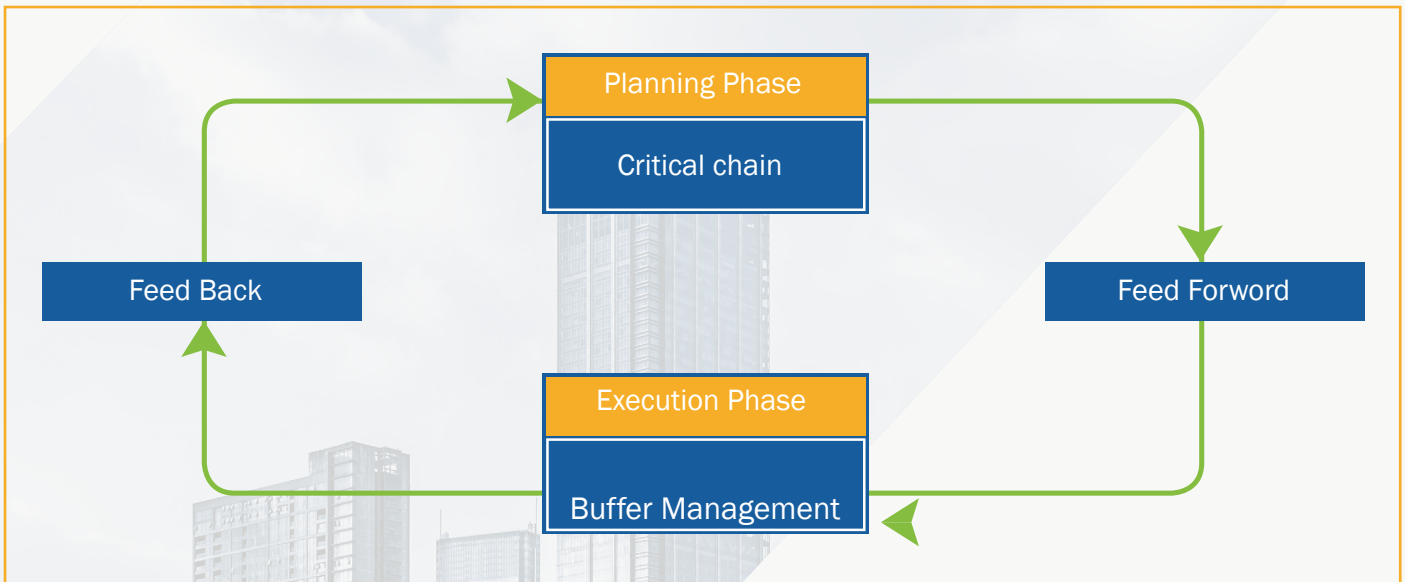 Planning Phase
Critical chain
Feed Back
Feed Forword
Execution Phase
Buffer Management